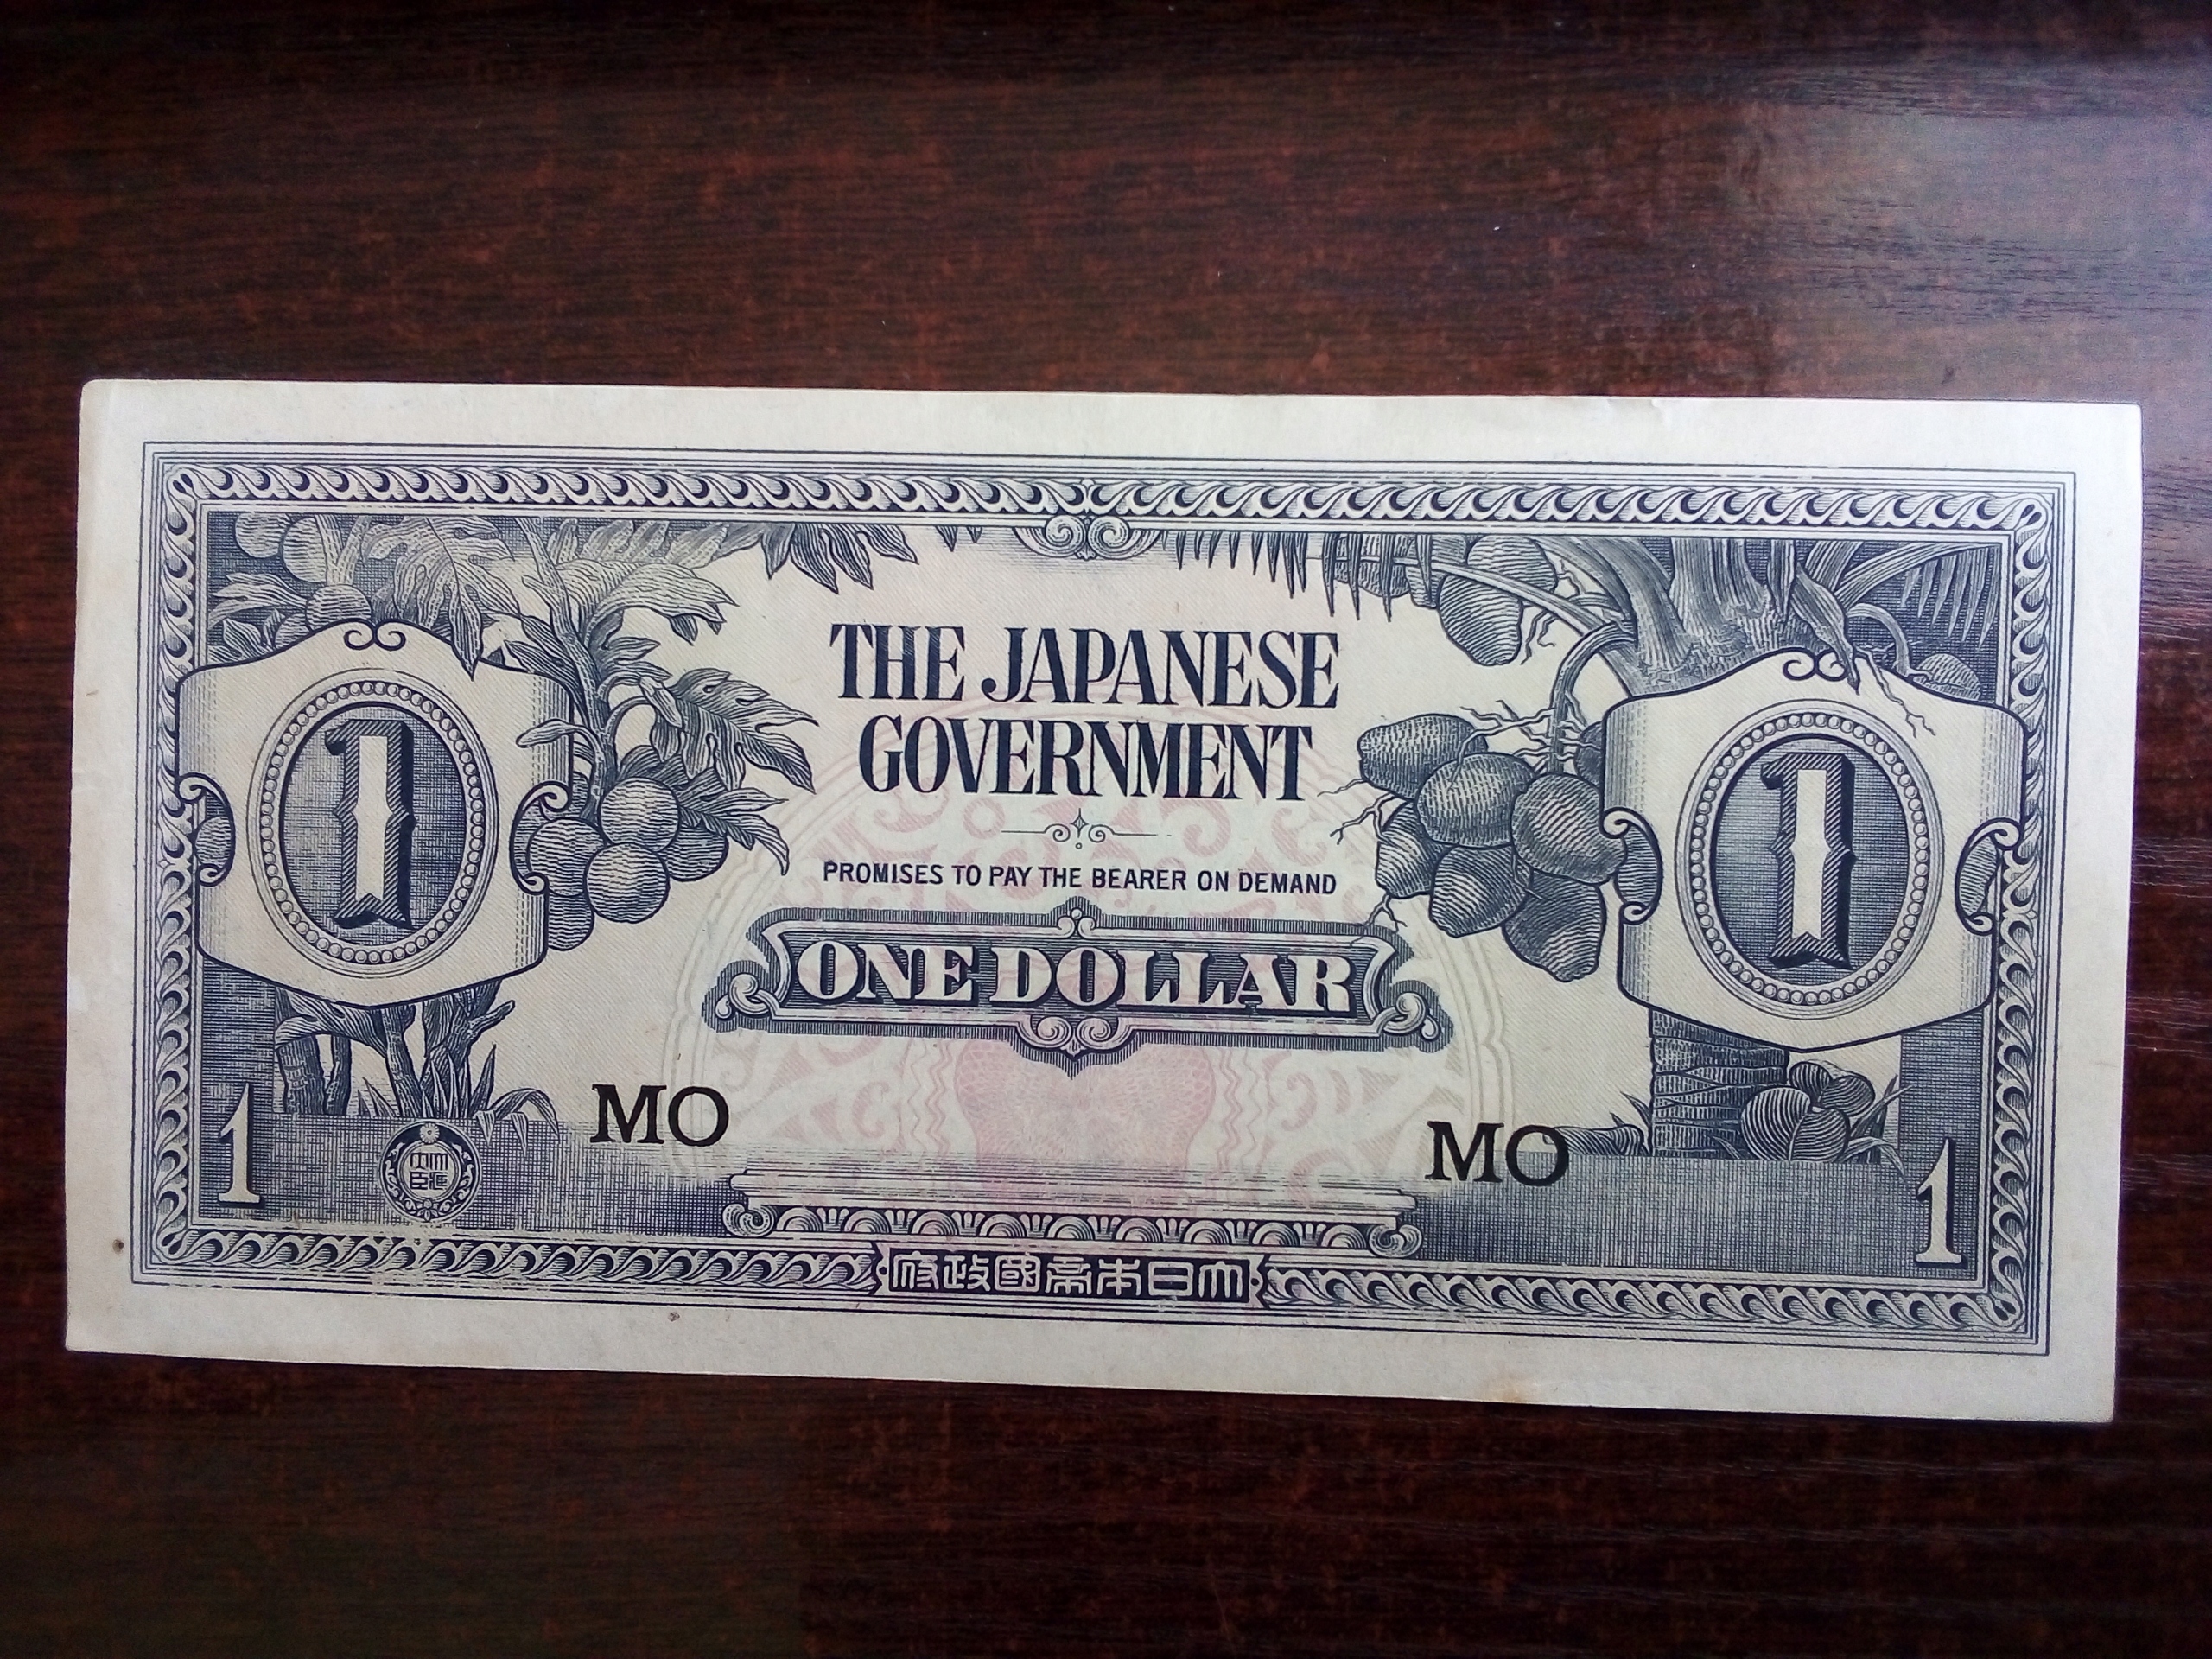 THE JAPANESE
GOVERNMENT
PROMISES TO PAY THE BEARER ON DEMAND
ONE DOLLAR
1
1
MO
MO
1
1
府政國帝本日大